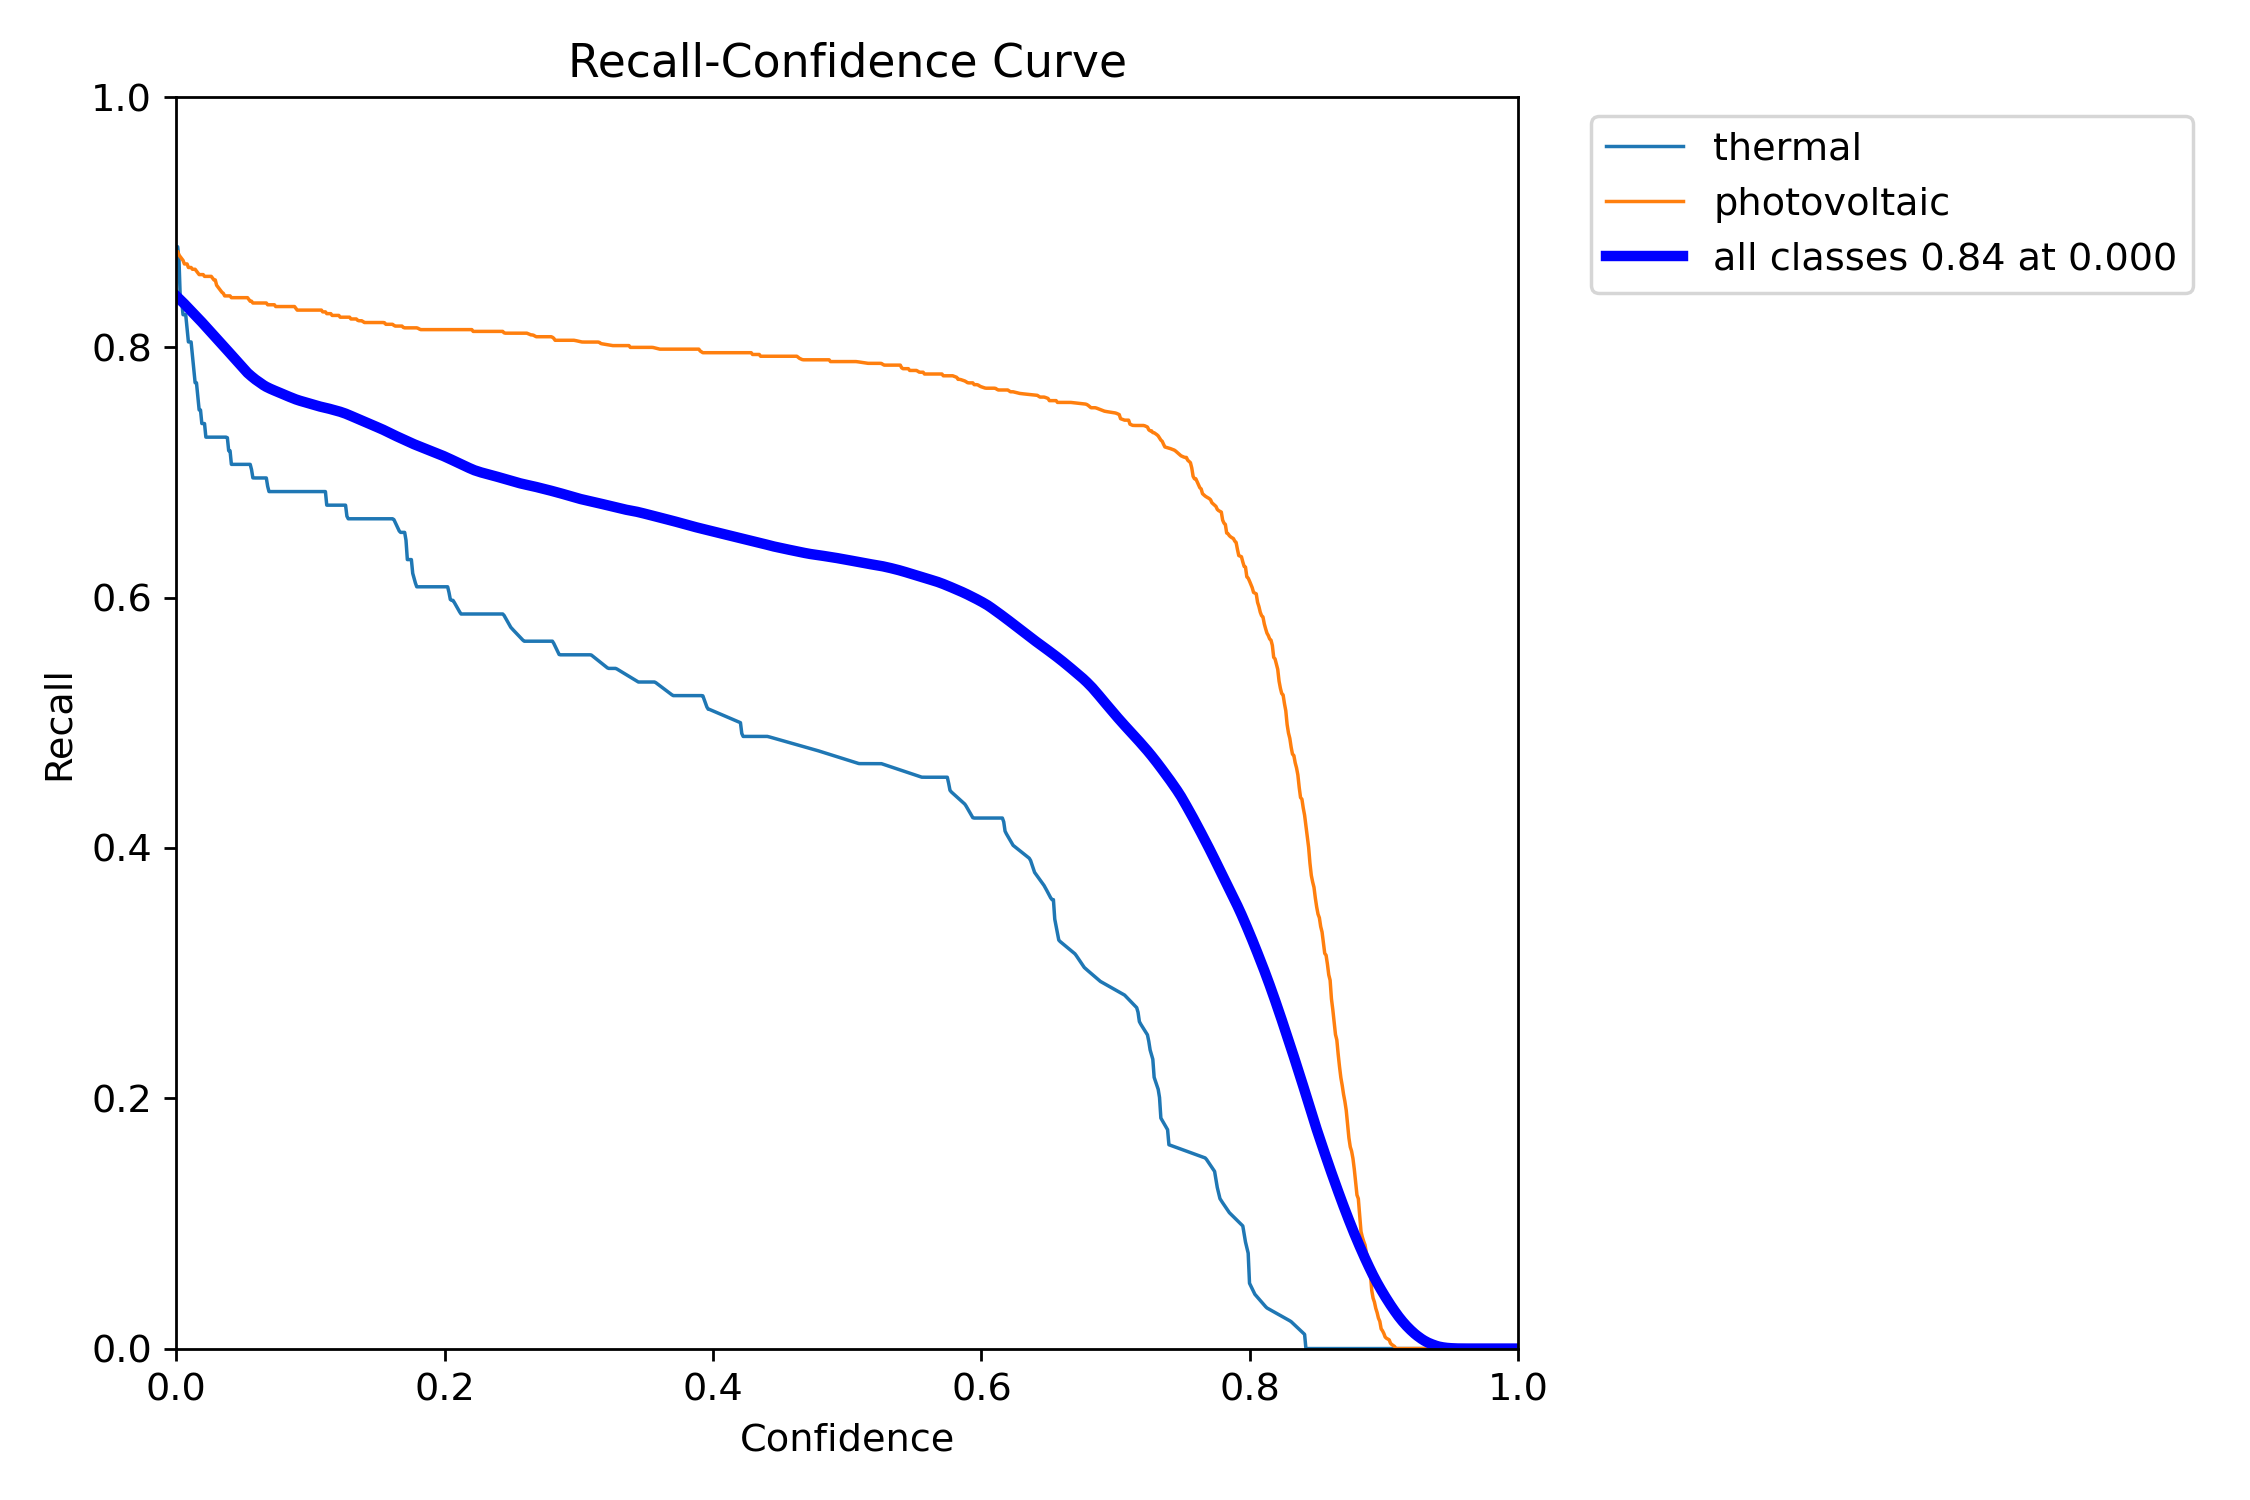 Recall-Confidence Curve
1.0
0.8
0.6
0.4
0.2
0.0
Recall
0.0 0.2 0.4 0.6 0.8 1.0
Confidence
thermal
photovoltaic
all classes 0.84 at 0.000